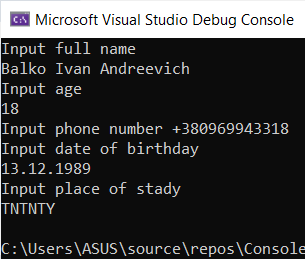 Microsoft Visual Studio Debug Console
Input full name
Balko Ivan Andreevich
Input age
18
Input phone number +380969943318
Input date of birthday
13.12.1989
Input place of stady
TNTNTY
C:\Users\ASUS\source\repos\Console